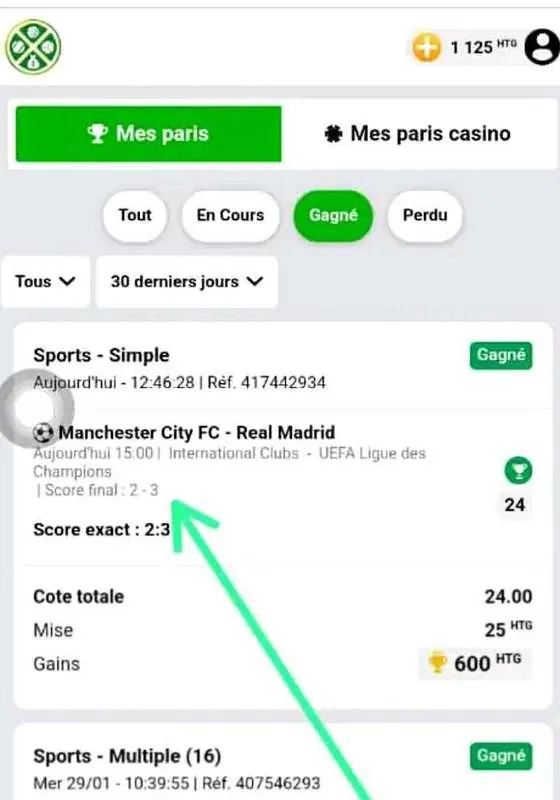 1 125 HTG
Mes paris
Mes paris casino
Tout
En Cours
Gagné
Perdu
Tous
30 derniers jours
Sports - Simple
Gagné
Aujourd'hui - 12:46:28 | Réf. 417442934
Manchester City FC - Real Madrid
Aujourd'hui 15:00 | International Clubs - UEFA Ligue des
Champions
| Score final : 2 - 3
24
Score exact : 2:3
Cote totale
24.00
Mise
25 HTG
Gains
600 HTG
Sports - Multiple (16)
Gagné
Mer 29/01 - 10:39:55 | Réf. 407546293